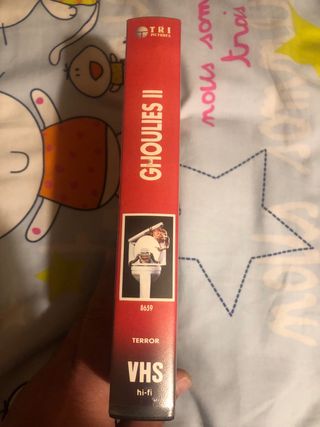 TRI
PICTURES
GHOULIES II
8659
TERROR
VHS
hi-fi
nous som
trois